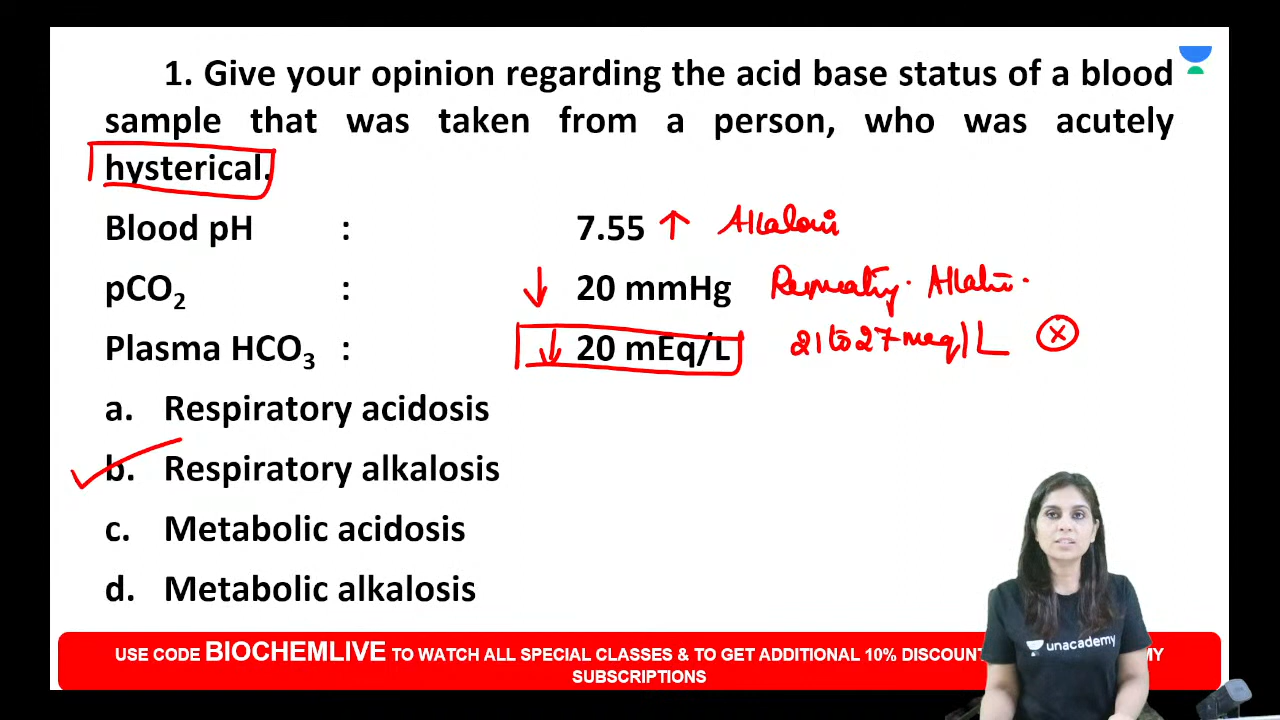 1. Give your opinion regarding the acid base status of a blood
sample that was taken from a person, who was acutely
hysterical.
Blood pH : 7.55 ↑ Alkalosis
pCO₂ : ↓ 20 mmHg Respiratory
Plasma HCO₃ : ↓ 20 mEq/L 21 to 27 meq/L
a. Respiratory acidosis
b. Respiratory alkalosis
c. Metabolic acidosis
d. Metabolic alkalosis
unacademy
USE CODE BIOCHEMLIVE TO WATCH ALL SPECIAL CLASSES & TO GET ADDITIONAL 10% DISCOUNT MY
SUBSCRIPTIONS